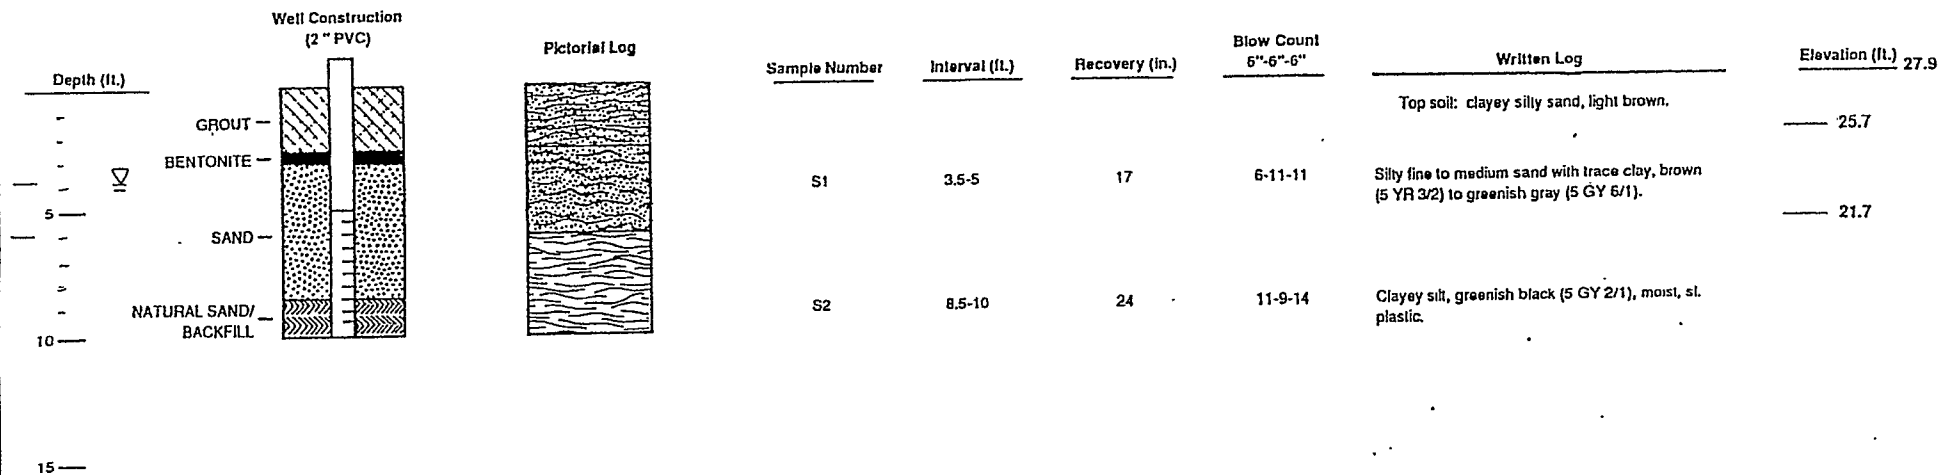 Well Construction
(2 " PVC)
Pictorial Log
Blow Count
6"-6"-6"
Depth (ft.)
Sample Number
Interval (ft.)
Recovery (in.)
Written Log
Elevation (ft.) 27.9
Top soil: clayey silty sand, light brown.
GROUT
25.7
BENTONITE
S1
3.5-5
17
6-11-11
Silty fine to medium sand with trace clay, brown
(5 YR 3/2) to greenish gray (5 GY 6/1).
5
21.7
SAND
S2
8.5-10
24
11-9-14
Clayey silt, greenish black (5 GY 2/1), moist, sl.
plastic.
NATURAL SAND/
BACKFILL
10
15